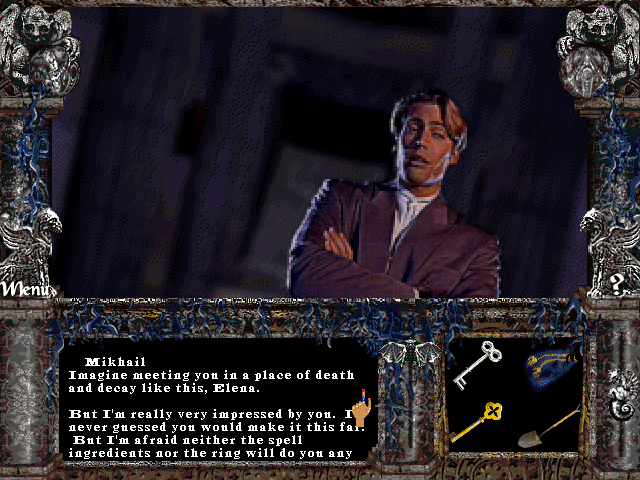 Menu
?
Mikhail
Imagine meeting you in a place of death
and decay like this, Elena.
But I'm really very impressed by you. I
never guessed you would make it this far.
But I'm afraid neither the spell
ingredients nor the ring will do you any